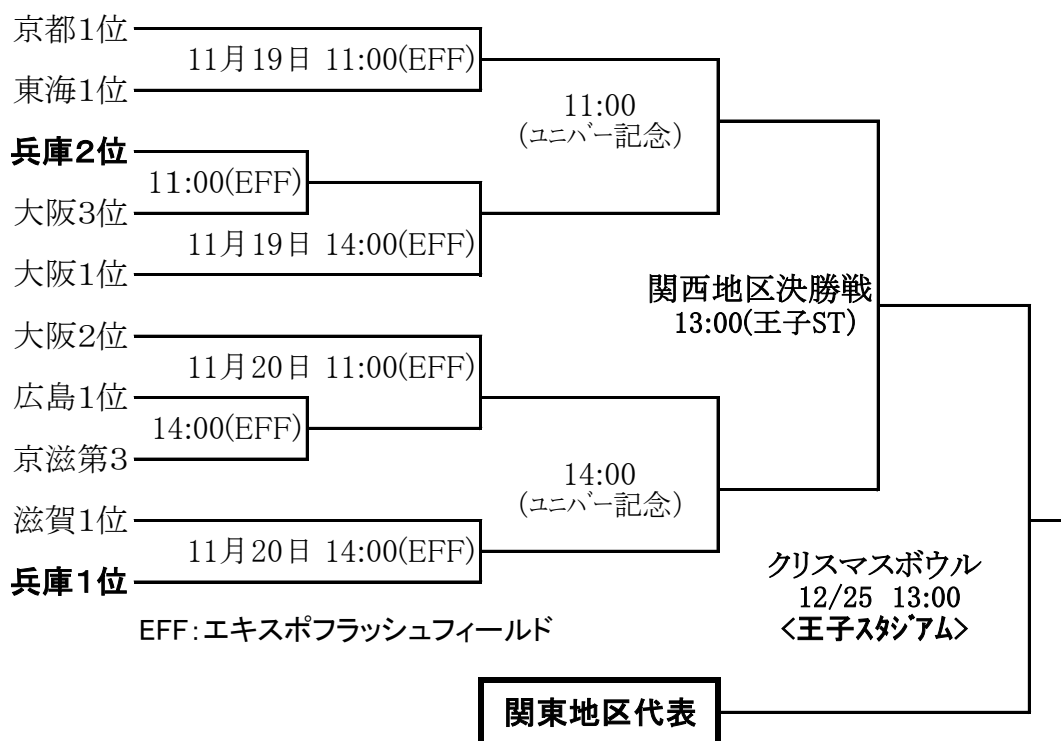 京都1位
11月19日 11:00(EFF)
東海1位
11:00
(ユニバー記念)
兵庫2位
11:00(EFF)
大阪3位
11月19日 14:00(EFF)
大阪1位
関西地区決勝戦
13:00(王子ST)
大阪2位
11月20日 11:00(EFF)
広島1位
14:00(EFF)
京滋第3
14:00
(ユニバー記念)
滋賀1位
11月20日 14:00(EFF)
兵庫1位
クリスマスボウル
12/25 13:00
<王子スタジアム>
EFF:エキスポフラッシュフィールド
関東地区代表